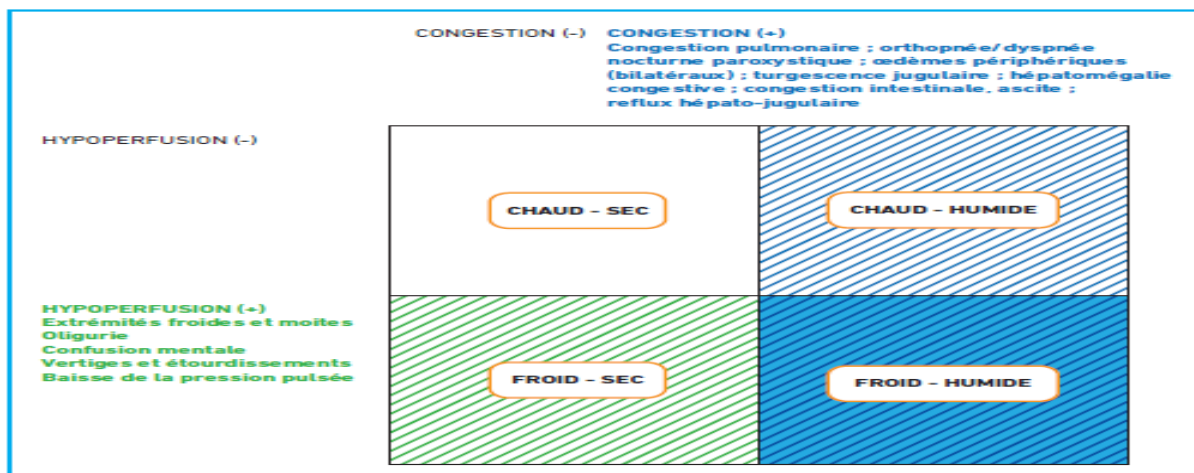 CONGESTION (-)
CONGESTION (+)
Congestion pulmonaire ; orthopnée/dyspnée
nocturne paroxystique ; œdèmes périphériques
(bilatéraux) ; turgescence jugulaire ; hépatomégalie
congestive ; congestion intestinale, ascite ;
reflux hépato-jugulaire
HYPOPERFUSION (-)
CHAUD - SEC
CHAUD - HUMIDE
HYPOPERFUSION (+)
Extrémités froides et moites
Oligurie
Confusion mentale
Vertiges et étourdissements
Baisse de la pression pulsée
FROID - SEC
FROID - HUMIDE